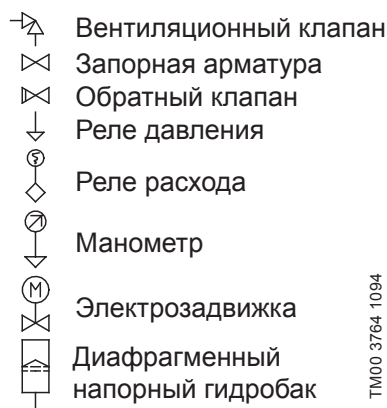 Вентиляционный клапан
Запорная арматура
Обратный клапан
Реле давления
Реле расхода
Манометр
M
Электрозадвижка
Диафрагменный
напорный гидробак
TM00 3764 1094